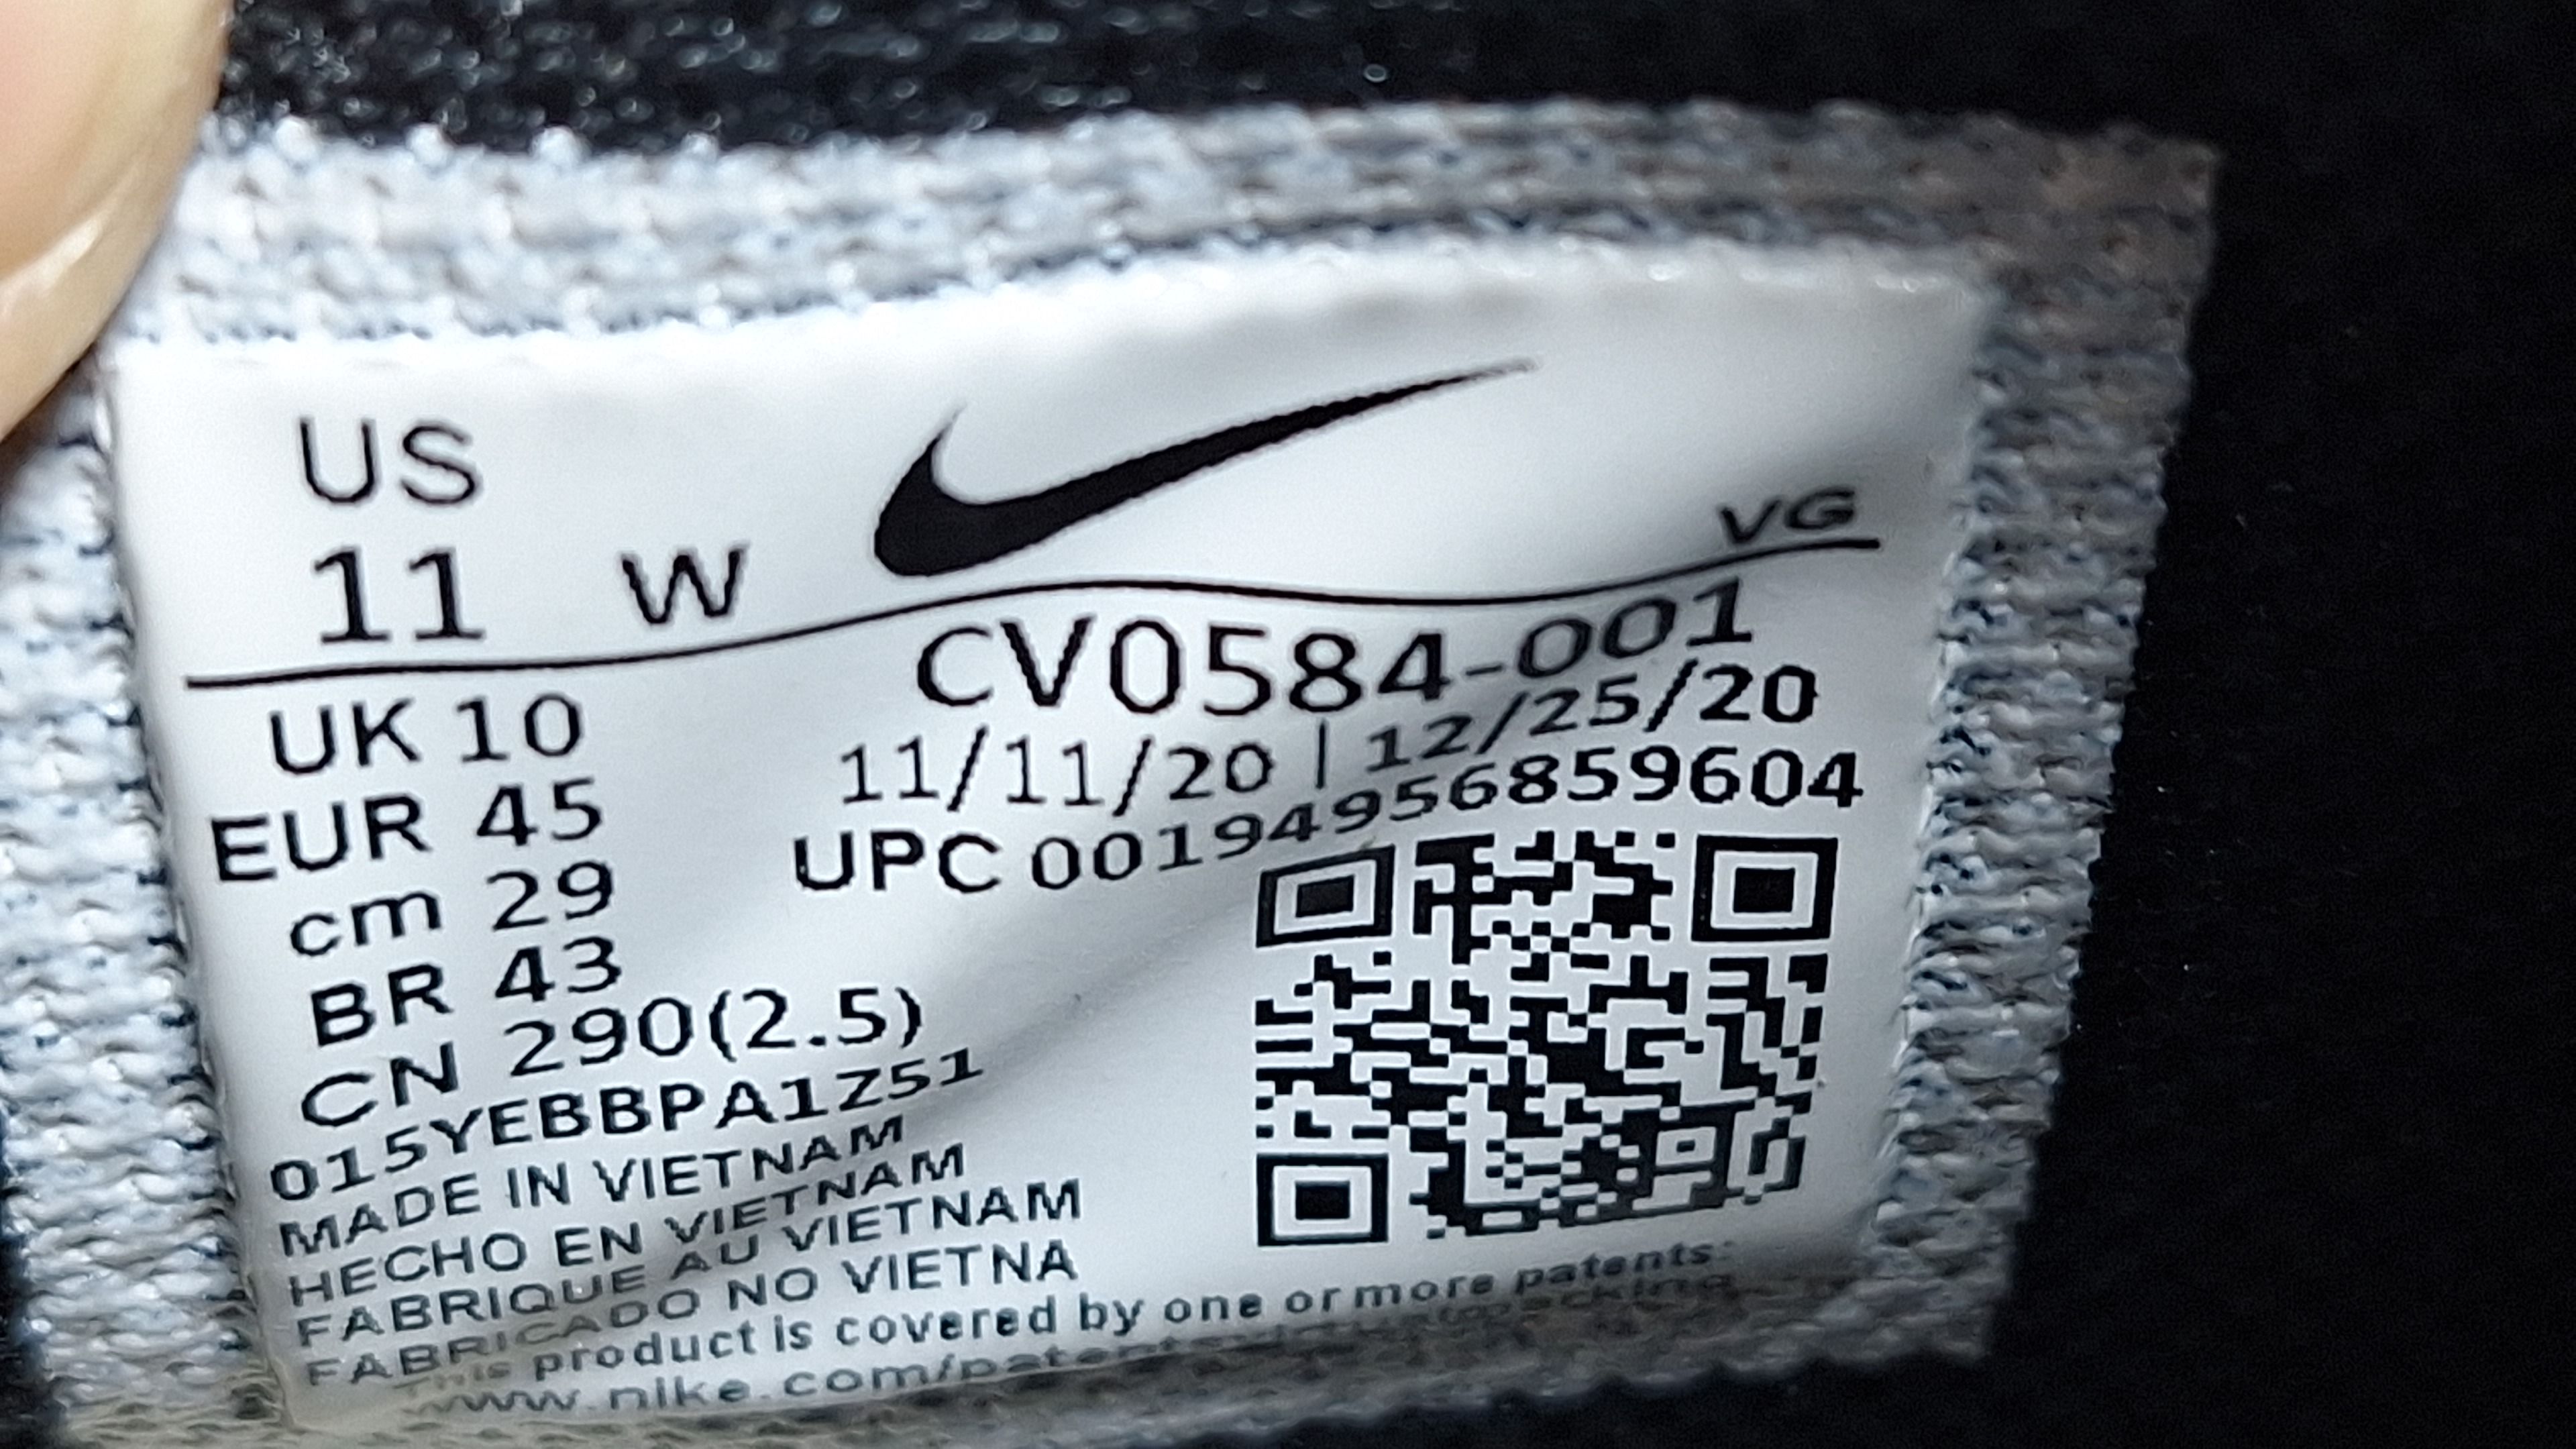 US
11 W
VG
UK 10
EUR 45
cm 29
BR 43
CN 290(2.5)
CV0584-001
11/11/20 | 12/25/20
UPC 00194956859604
015YEBBPA1Z51
MADE IN VIETNAM
HECHO EN VIETNAM
FABRIQUE AU VIETNAM
FABRICADO NO VIETNA
This product is covered by one or more patents: